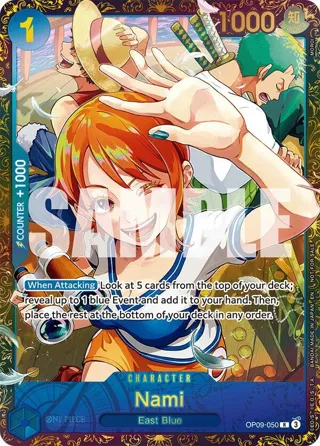 1
1000
知
COUNTER +1000
SAMPLE
When Attacking Look at 5 cards from the top of your deck;
reveal up to 1 blue Event and add it to your hand. Then,
place the rest at the bottom of your deck in any order.
CHARACTER
Nami
East Blue
ONE PIECE
OP09-050 R 3